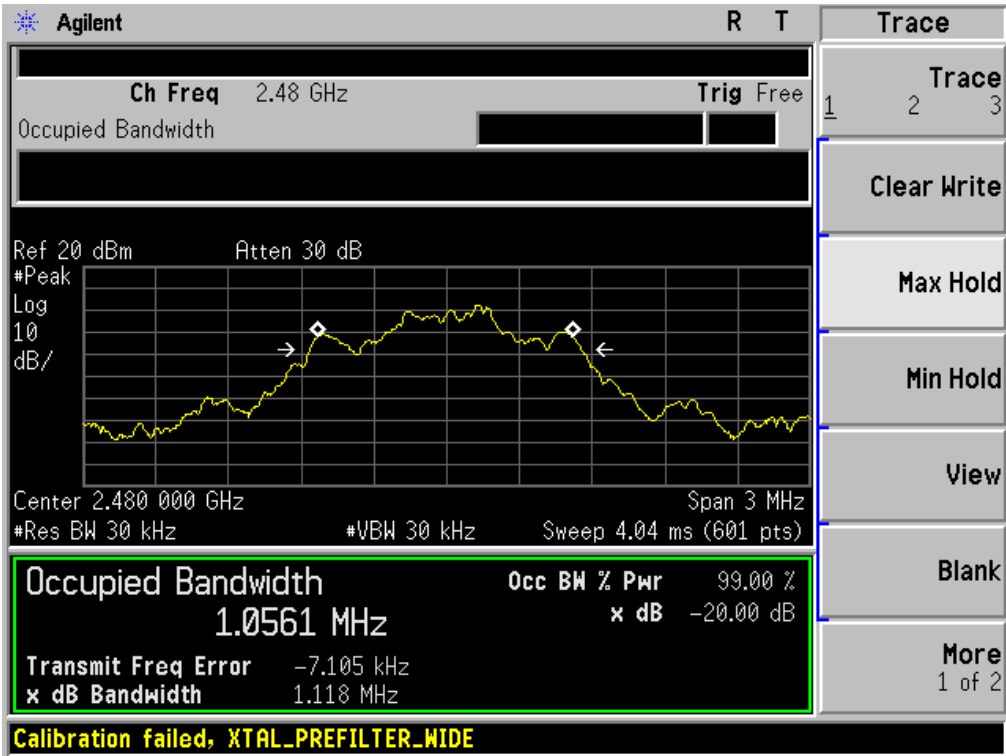 Agilent R T Trace
Ch Freq 2.48 GHz Trig Free
Occupied Bandwidth
Trace
1 2 3
Clear Write
Max Hold
Min Hold
View
Blank
More
1 of 2
Ref 20 dBm Atten 30 dB
#Peak
Log
10
dB/
Center 2.480 000 GHz Span 3 MHz
#Res BW 30 kHz #VBW 30 kHz Sweep 4.04 ms (601 pts)
Occupied Bandwidth Occ BW % Pwr 99.00 %
1.0561 MHz x dB -20.00 dB
Transmit Freq Error -7.105 kHz
x dB Bandwidth 1.118 MHz
Calibration failed, XTAL_PREFILTER_WIDE